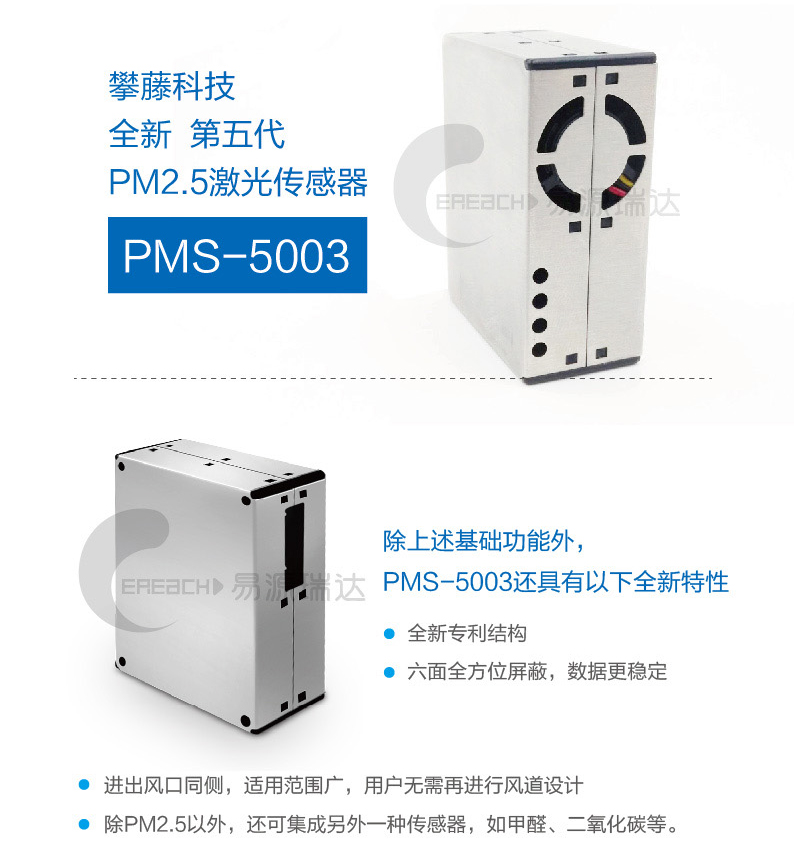 攀藤科技
全新 第五代
PM2.5激光传感器
PMS-5003
EREACH 易源瑞达
除上述基础功能外，
PMS-5003还具有以下全新特性
EREACH 易源瑞达
全新专利结构
六面全方位屏蔽，数据更稳定
进出风口同侧，适用范围广，用户无需再进行风道设计
除PM2.5以外，还可集成另外一种传感器，如甲醛、二氧化碳等。